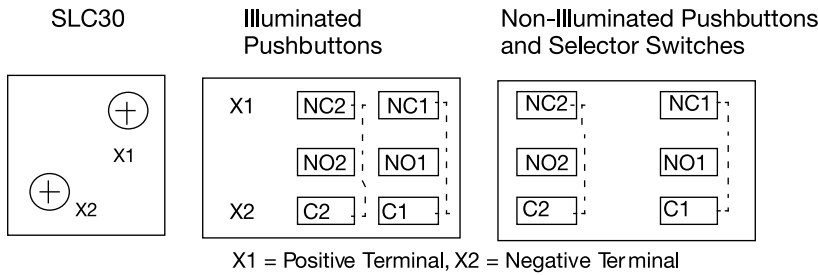 SLC30
Illuminated
Pushbuttons
Non-Illuminated Pushbuttons
and Selector Switches
X1
X2
X1 NC2 NC1
NO2 NO1
X2 C2 C1
NC2 NC1
NO2 NO1
C2 C1
X1 = Positive Terminal, X2 = Negative Terminal